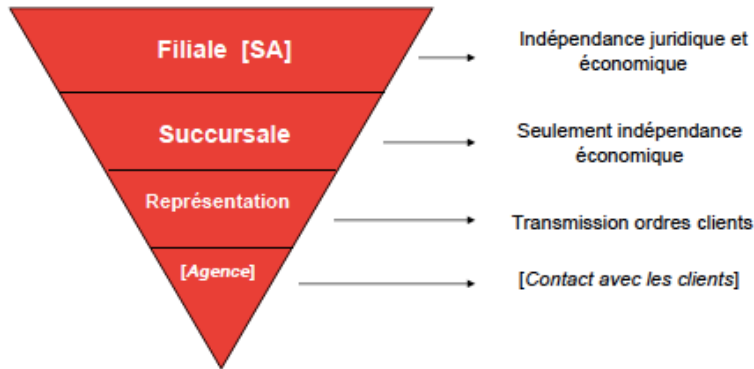 Filiale [SA]
Indépendance juridique et
économique
Succursale
Seulement indépendance
économique
Représentation
Transmission ordres clients
[Agence]
[Contact avec les clients]